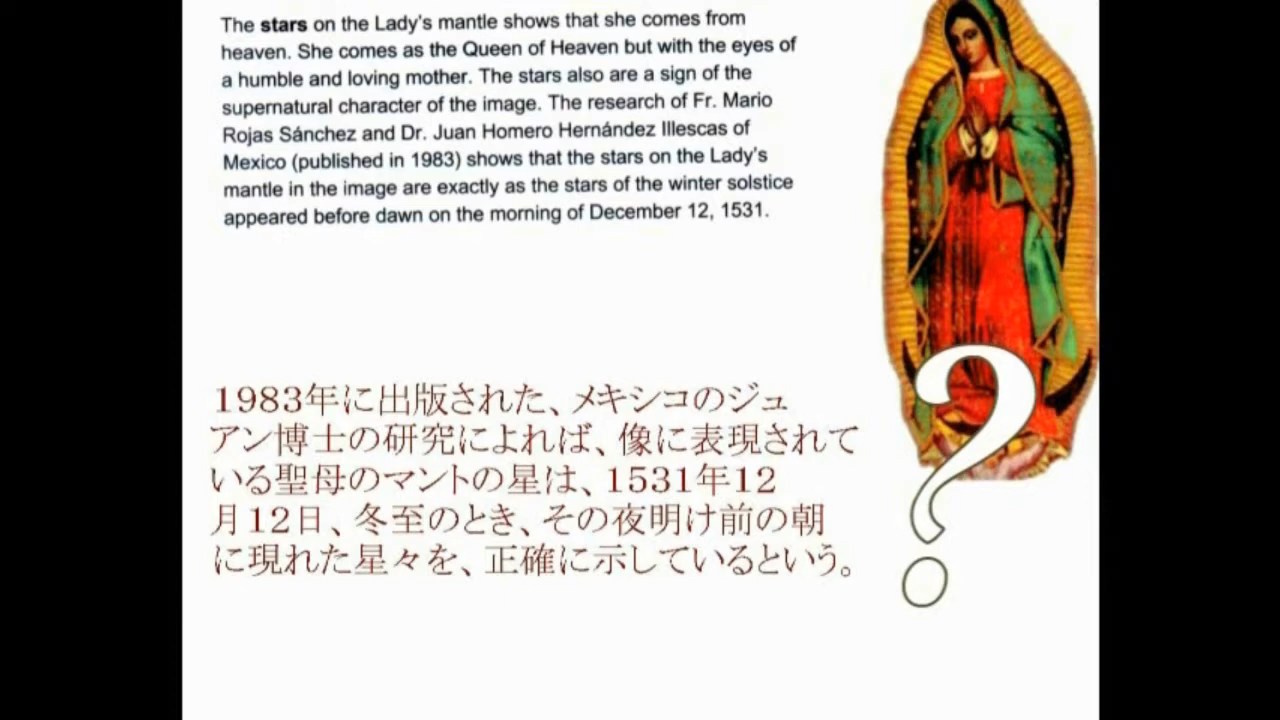 The stars on the Lady's mantle shows that she comes from
heaven. She comes as the Queen of Heaven but with the eyes of
a humble and loving mother. The stars also are a sign of the
supernatural character of the image. The research of Fr. Mario
Rojas Sánchez and Dr. Juan Homero Hernández Illescas of
Mexico (published in 1983) shows that the stars on the Lady's
mantle in the image are exactly as the stars of the winter solstice
appeared before dawn on the morning of December 12, 1531.
1983年に出版された、メキシコのジュ
アン博士の研究によれば、像に表現されて
いる聖母のマントの星は、1531年12
月12日、冬至のとき、その夜明け前の朝
に現れた星々を、正確に示しているという。
?